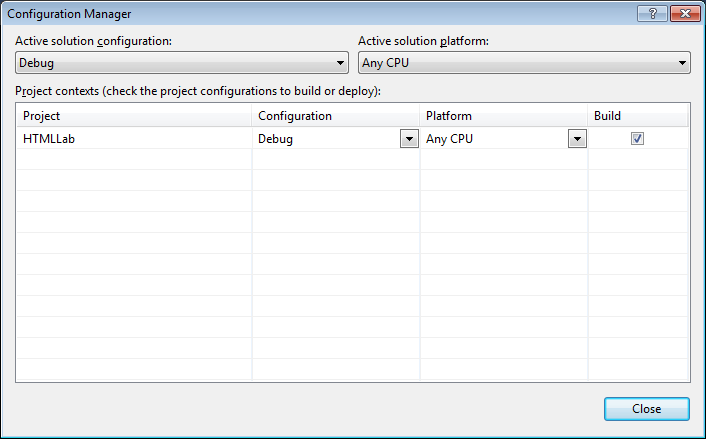 Configuration Manager
Active solution configuration: Active solution platform:
Debug Any CPU
Project contexts (check the project configurations to build or deploy):
Project Configuration Platform Build
HTMLLab Debug Any CPU
Close